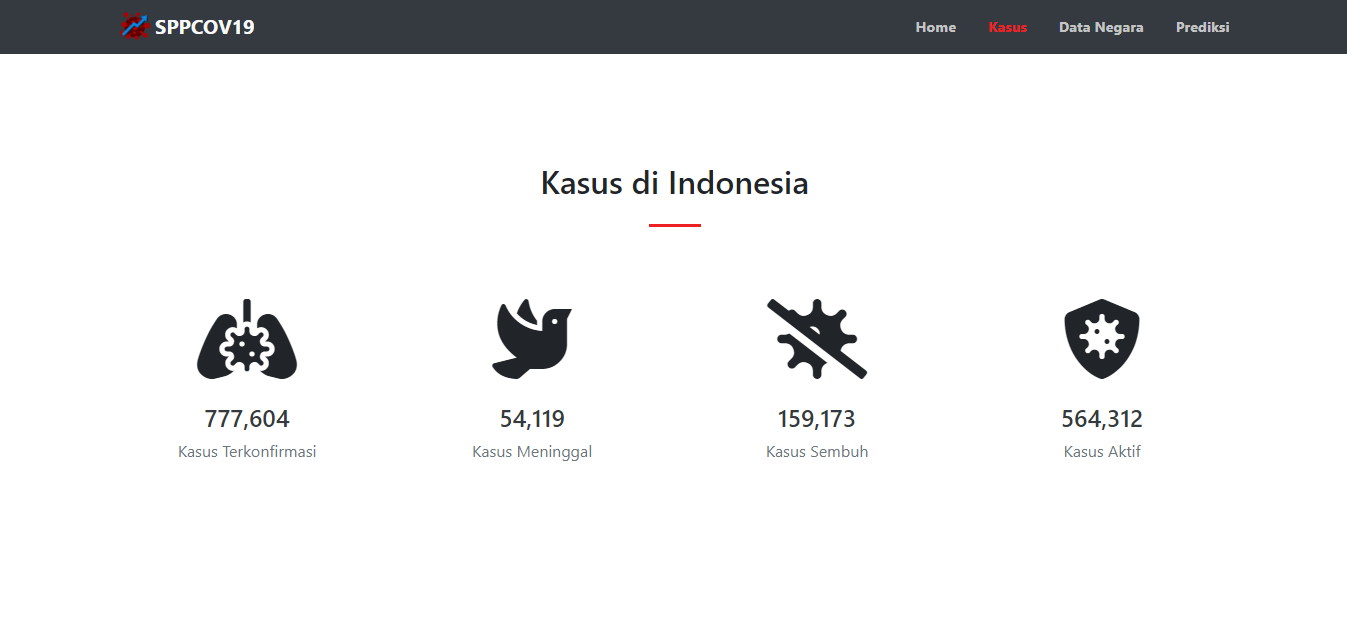 SPPCOV19
Home Kasus Data Negara Prediksi
Kasus di Indonesia
777,604 54,119 159,173 564,312
Kasus Terkonfirmasi Kasus Meninggal Kasus Sembuh Kasus Aktif